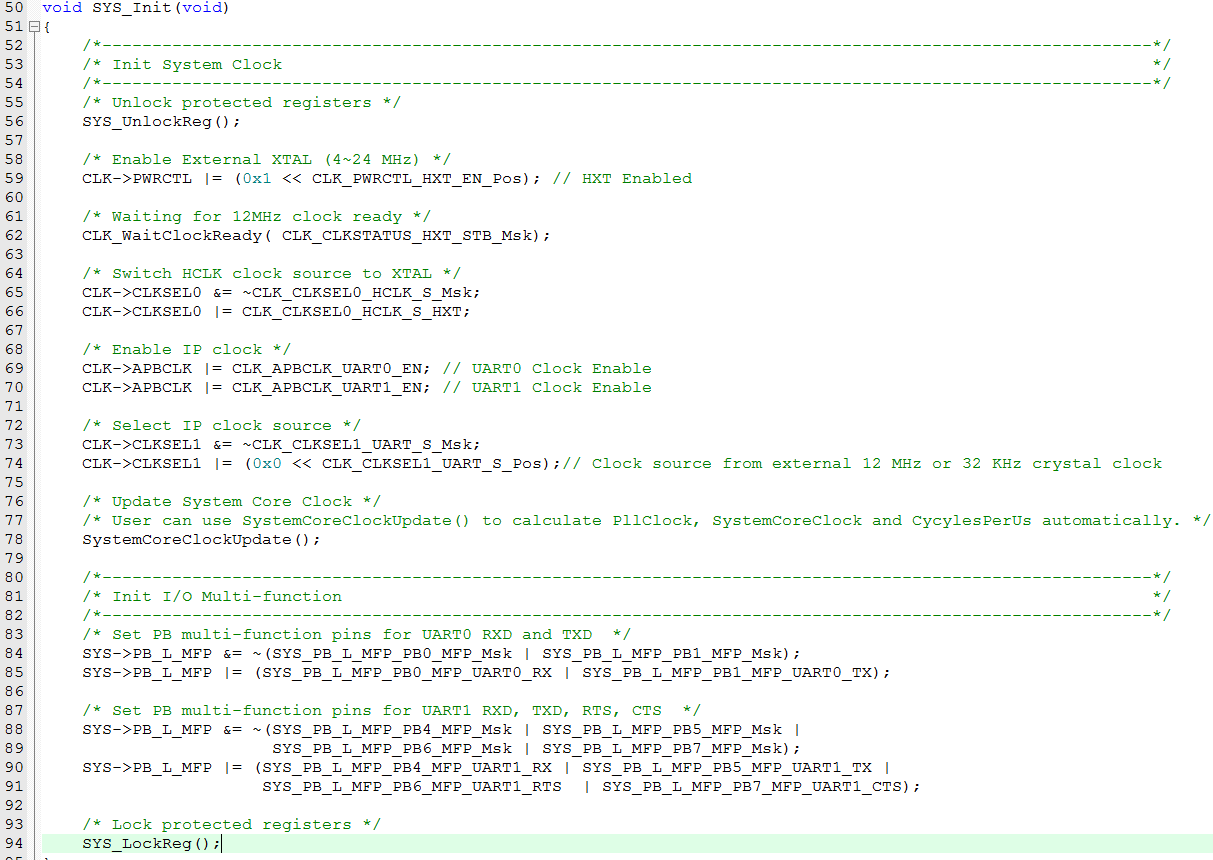 50 void SYS_Init(void)
51 {
52 /*---------------------------------------------------------------------------------------------------------*/
53 /* Init System Clock */
54 /*---------------------------------------------------------------------------------------------------------*/
55 /* Unlock protected registers */
56 SYS_UnlockReg();
57
58 /* Enable External XTAL (4~24 MHz) */
59 CLK->PWRCTL |= (0x1 << CLK_PWRCTL_HXT_EN_Pos); // HXT Enabled
60
61 /* Waiting for 12MHz clock ready */
62 CLK_WaitClockReady( CLK_CLKSTATUS_HXT_STB_Msk);
63
64 /* Switch HCLK clock source to XTAL */
65 CLK->CLKSEL0 &= ~CLK_CLKSEL0_HCLK_S_Msk;
66 CLK->CLKSEL0 |= CLK_CLKSEL0_HCLK_S_HXT;
67
68 /* Enable IP clock */
69 CLK->APBCLK |= CLK_APBCLK_UART0_EN; // UART0 Clock Enable
70 CLK->APBCLK |= CLK_APBCLK_UART1_EN; // UART1 Clock Enable
71
72 /* Select IP clock source */
73 CLK->CLKSEL1 &= ~CLK_CLKSEL1_UART_S_Msk;
74 CLK->CLKSEL1 |= (0x0 << CLK_CLKSEL1_UART_S_Pos);// Clock source from external 12 MHz or 32 KHz crystal clock
75
76 /* Update System Core Clock */
77 /* User can use SystemCoreClockUpdate() to calculate PllClock, SystemCoreClock and CycylesPerUs automatically. */
78 SystemCoreClockUpdate();
79
80 /*---------------------------------------------------------------------------------------------------------*/
81 /* Init I/O Multi-function */
82 /*---------------------------------------------------------------------------------------------------------*/
83 /* Set PB multi-function pins for UART0 RXD and TXD  */
84 SYS->PB_L_MFP &= ~(SYS_PB_L_MFP_PB0_MFP_Msk | SYS_PB_L_MFP_PB1_MFP_Msk);
85 SYS->PB_L_MFP |= (SYS_PB_L_MFP_PB0_MFP_UART0_RX | SYS_PB_L_MFP_PB1_MFP_UART0_TX);
86
87 /* Set PB multi-function pins for UART1 RXD, TXD, RTS, CTS  */
88 SYS->PB_L_MFP &= ~(SYS_PB_L_MFP_PB4_MFP_Msk | SYS_PB_L_MFP_PB5_MFP_Msk |
89 SYS_PB_L_MFP_PB6_MFP_Msk | SYS_PB_L_MFP_PB7_MFP_Msk);
90 SYS->PB_L_MFP |= (SYS_PB_L_MFP_PB4_MFP_UART1_RX | SYS_PB_L_MFP_PB5_MFP_UART1_TX |
91 SYS_PB_L_MFP_PB6_MFP_UART1_RTS  | SYS_PB_L_MFP_PB7_MFP_UART1_CTS);
92
93 /* Lock protected registers */
94 SYS_LockReg();